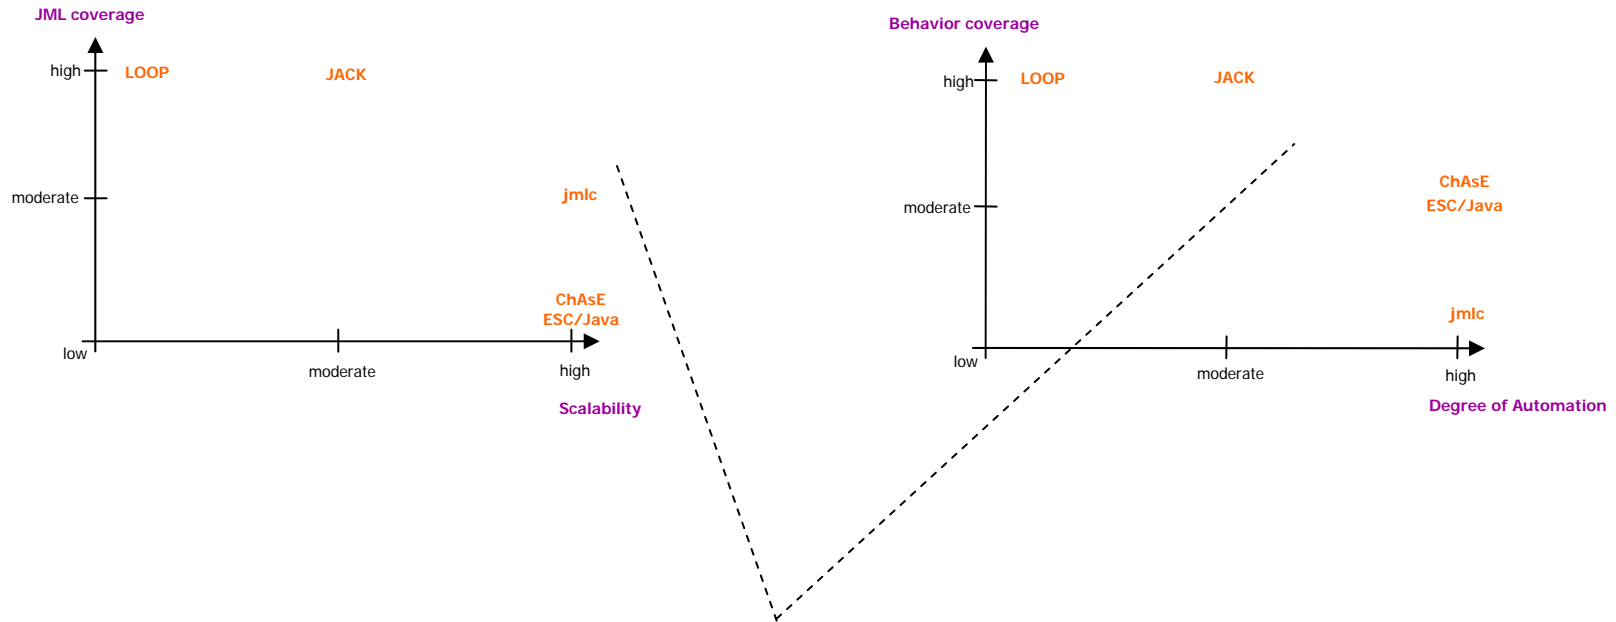 JML coverage
high
LOOP
JACK
moderate
jmlc
ChAsE
ESC/Java
low
moderate
high
Scalability
Behavior coverage
high
LOOP
JACK
moderate
ChAsE
ESC/Java
jmlc
low
moderate
high
Degree of Automation